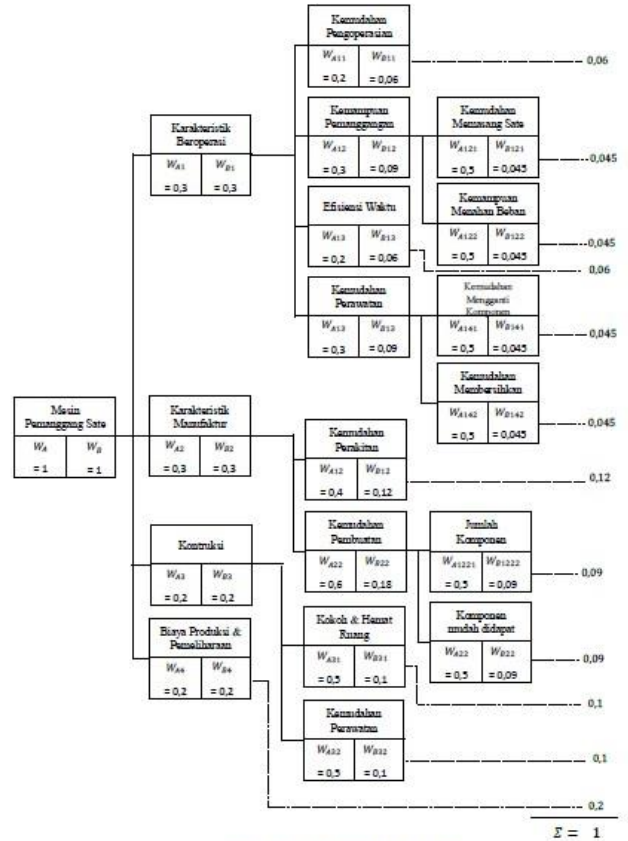 Kemudahan
Pengoperasian
W_A11 W_B11
= 0,2 = 0,06
0,06
Karakteristik
Beroperasi
W_A1 W_B1
= 0,3 = 0,3
Kemampuan
Pemanggangan
W_A12 W_B12
= 0,3 = 0,09
Kemudahan
Memasang Sate
W_A121 W_B121
= 0,5 = 0,045
0,045
Efisiensi Waktu
W_A13 W_B13
= 0,2 = 0,06
Kemampuan
Menahan Beban
W_A122 W_B122
= 0,5 = 0,045
0,045
0,06
Kemudahan
Perawatan
W_A13 W_B13
= 0,3 = 0,09
Kemudahan
Mengganti
Komponen
W_A141 W_B141
= 0,5 = 0,045
0,045
Kemudahan
Membersihkan
W_A142 W_B142
= 0,5 = 0,045
0,045
Mesin
Pemanggang Sate
W_A W_B
= 1 = 1
Karakteristik
Manufaktur
W_A2 W_B2
= 0,3 = 0,3
Kemudahan
Perakitan
W_A12 W_B12
= 0,4 = 0,12
0,12
Kemudahan
Pembuatan
W_A22 W_B22
= 0,6 = 0,18
Jumlah
Komponen
W_A1221 W_B1222
= 0,5 = 0,09
0,09
Komponen
mudah didapat
W_A22 W_B22
= 0,5 = 0,09
0,09
Kontruksi
W_A3 W_B3
= 0,2 = 0,2
Kokoh & Hemat
Ruang
W_A31 W_B31
= 0,5 = 0,1
0,1
Kemudahan
Perawatan
W_A32 W_B32
= 0,5 = 0,1
0,1
Biaya Produksi &
Pemeliharaan
W_A4 W_B4
= 0,2 = 0,2
0,2
Σ = 1